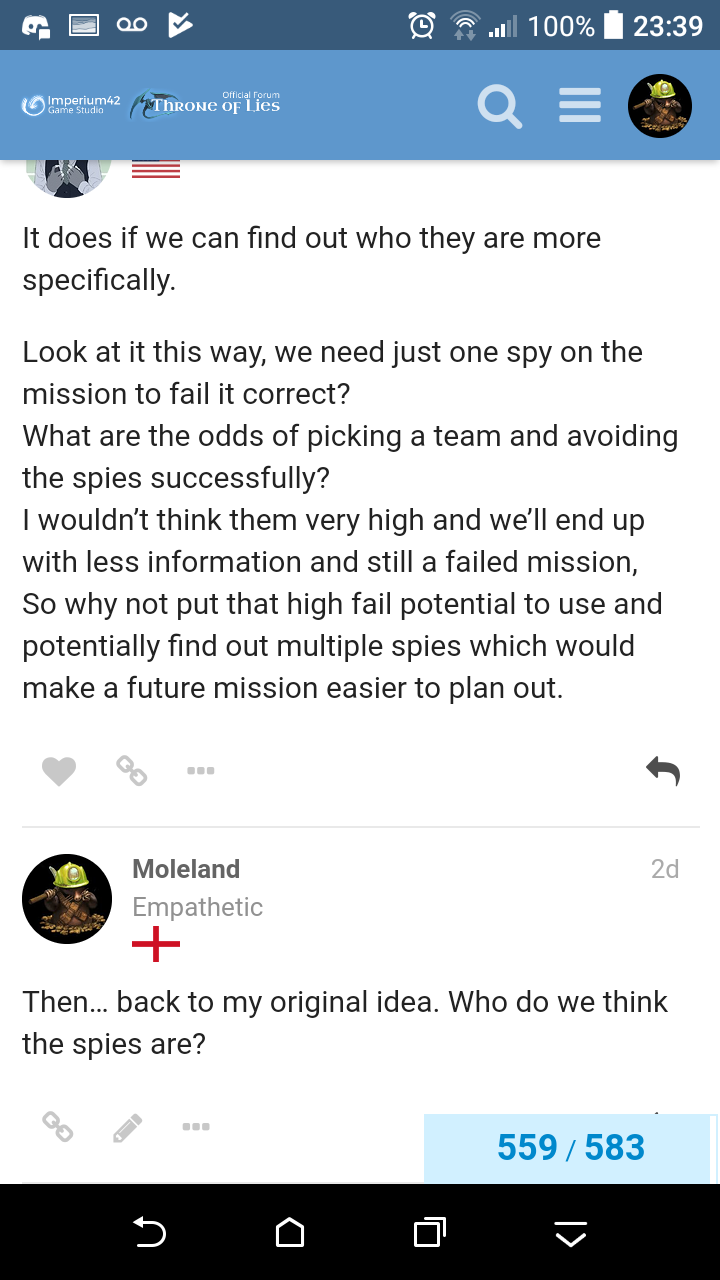 100% 23:39
Imperium42
Game Studio
Official Forum
THRONE OF LIES
It does if we can find out who they are more
specifically.
Look at it this way, we need just one spy on the
mission to fail it correct?
What are the odds of picking a team and avoiding
the spies successfully?
I wouldn’t think them very high and we’ll end up
with less information and still a failed mission,
So why not put that high fail potential to use and
potentially find out multiple spies which would
make a future mission easier to plan out.
Moleland 2d
Empathetic
Then… back to my original idea. Who do we think
the spies are?
559 / 583